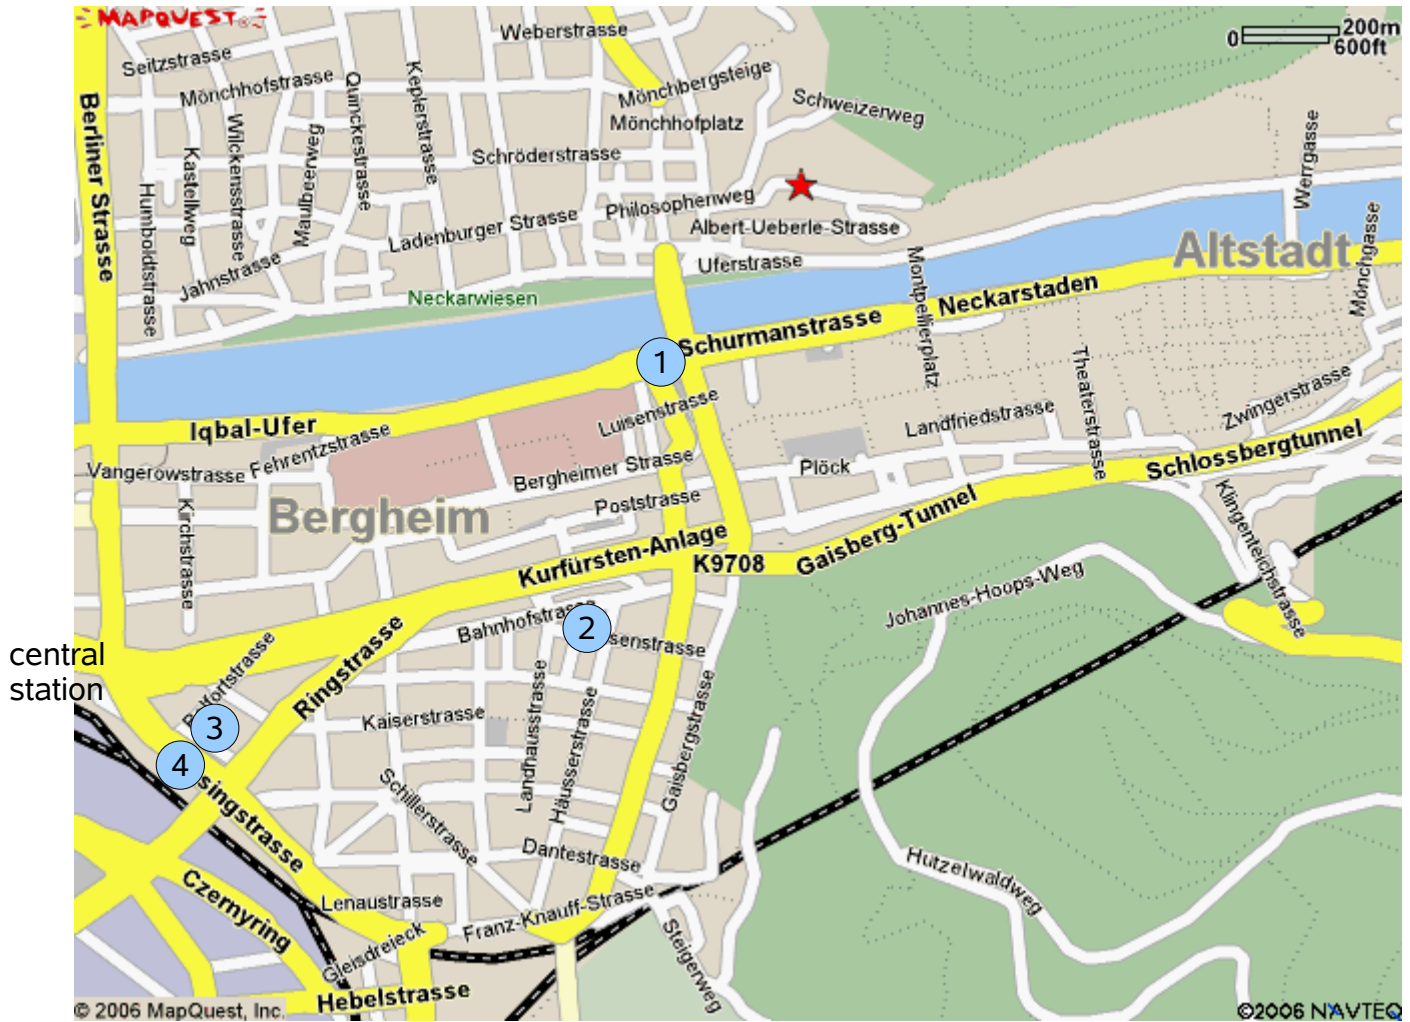 MAPQUEST
0 200m
600ft
Weberstrasse
Seitzstrasse
Mönchhofstrasse
Quinckestrasse
Keplerstrasse
Mönchbergsteige
Mönchhofplatz
Schweizerweg
Berliner Strasse
Wilckensstrasse
Kastellweg
Maulbeerweg
Humboldtstrasse
Schröderstrasse
Werrgasse
Philosophenweg
Ladenburger Strasse
Albert-Ueberle-Strasse
Jahnstrasse
Uferstrasse
Altstadt
Mönchgasse
Neckarwiesen
Montpellierplatz
Neckarstaden
Schurmanstrasse
1
Theaterstrasse
Zwingerstrasse
Luisenstrasse
Landfriedstrasse
Iqbal-Ufer
Fehrentzstrasse
Schlossbergtunnel
Vangerowstrasse
Bergheimer Strasse
Plöck
Poststrasse
Kirchstrasse
Bergheim
Klingenteichstrasse
Gaisberg-Tunnel
Kurfürsten-Anlage
K9708
Johannes-Hoops-Weg
Bahnhofstrasse
2
senstrasse
central
station
Ringstrasse
Landhausstrasse
Häusserstrasse
Gaisbergstrasse
Kaiserstrasse
3
4
singstrasse
Schillerstrasse
Dantestrasse
Hutzelwaldweg
Czernyring
Lenaustrasse
Franz-Knauff-Strasse
Gleisdreieck
Steigerweg
Hebelstrasse
© 2006 MapQuest, Inc.
©2006 NAVTEQ